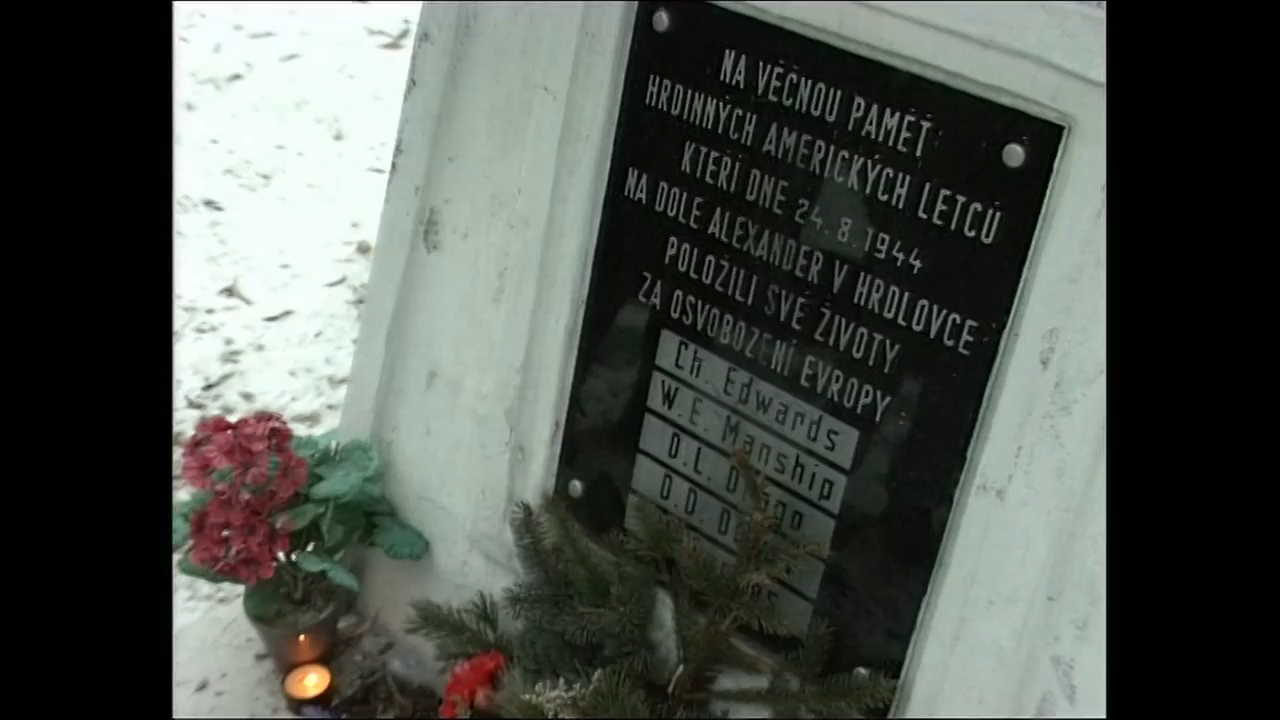 NA VĚČNOU PAMĚT
HRDINNÝCH AMERICKÝCH LETCŮ
KTEŘÍ DNE 24.8.1944
NA DOLE ALEXANDER V HRDLOVCE
POLOŽILI SVÉ ŽIVOTY
ZA OSVOBOZENÍ EVROPY
Ch. Edwards
W.E. Manship
O.L.
O.D.